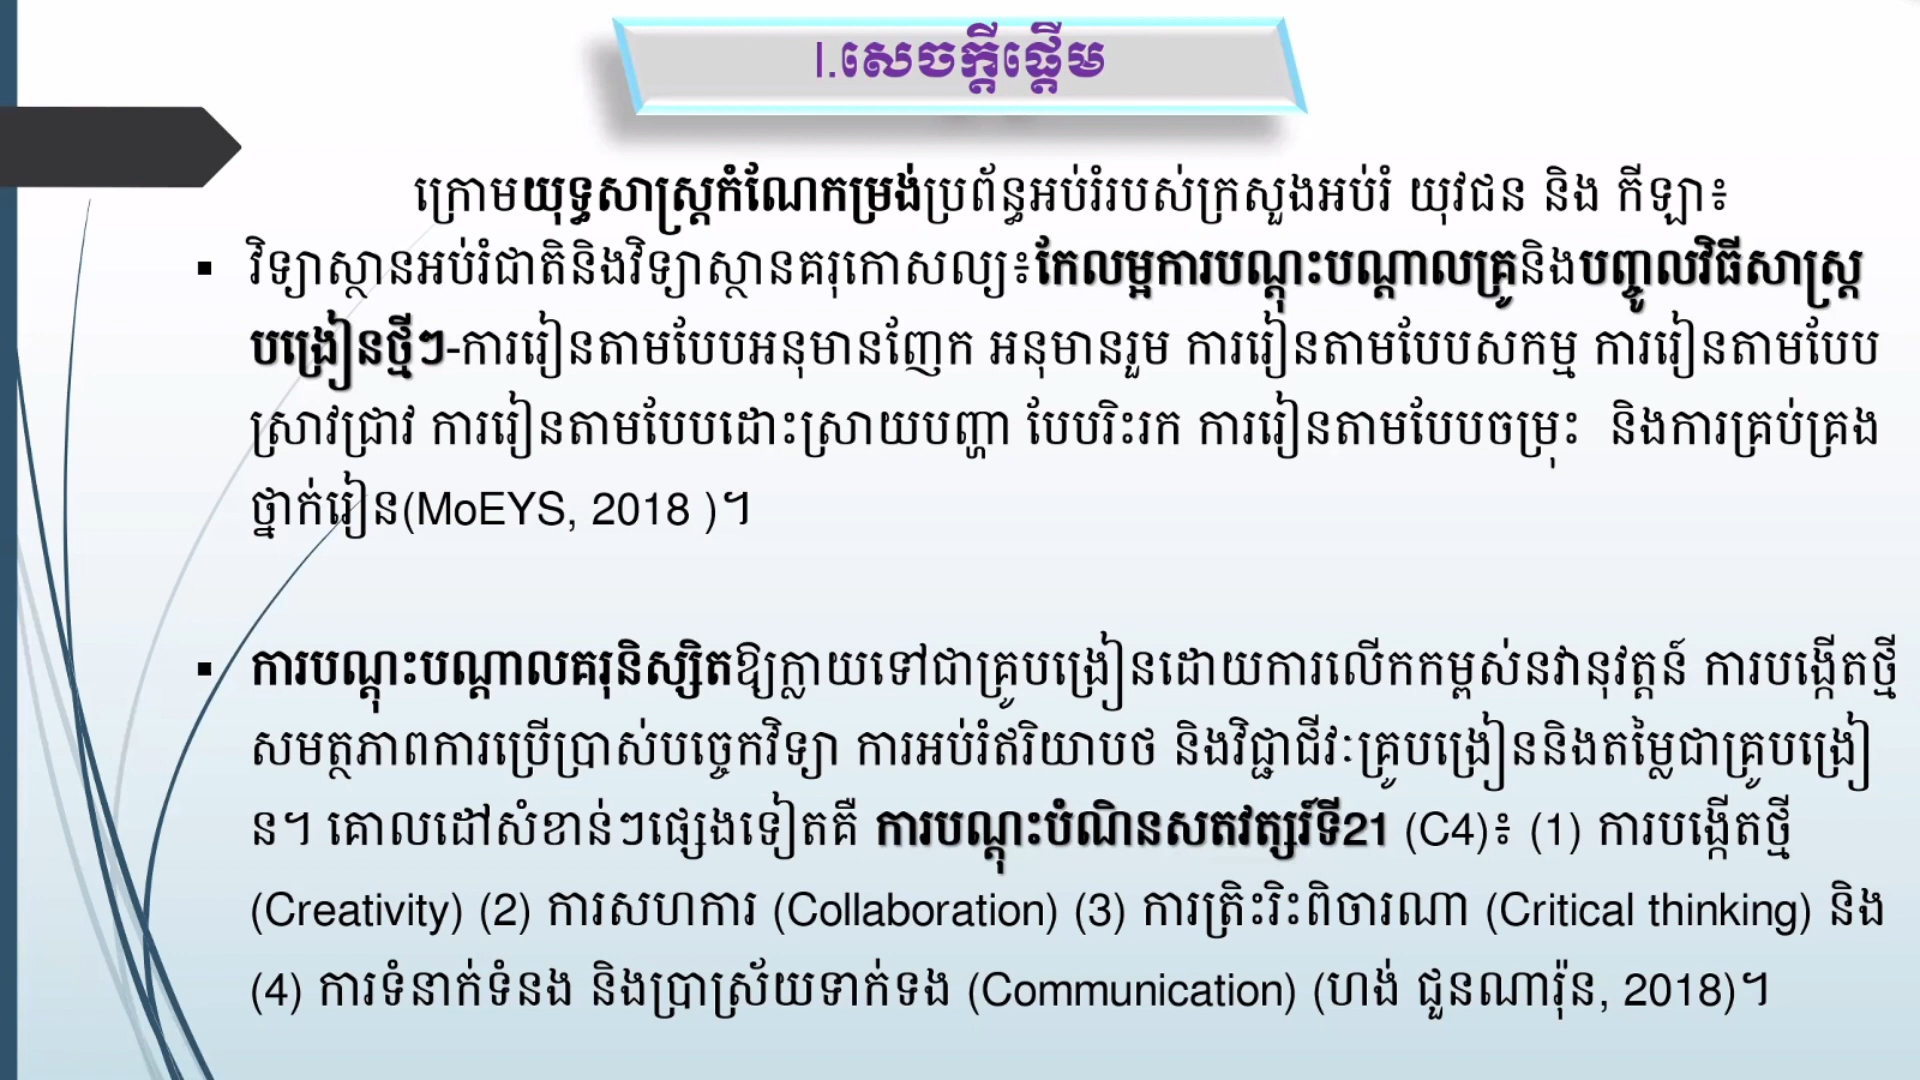 I.សេចក្តីផ្តើម
ក្រោមយុទ្ធសាស្ត្រកំណែកម្រង់ប្រព័ន្ធអប់រំរបស់ក្រសួងអប់រំ យុវជន និង កីឡា៖
▪ វិទ្យាស្ថានអប់រំជាតិនិងវិទ្យាស្ថានគរុកោសល្យ៖កែលម្អការបណ្តុះបណ្តាលគ្រូនិងបញ្ចូលវិធីសាស្ត្រ
បង្រៀនថ្មីៗ-ការរៀនតាមបែបអនុមានញែក អនុមានរួម ការរៀនតាមបែបសកម្ម ការរៀនតាមបែប
ស្រាវជ្រាវ ការរៀនតាមបែបដោះស្រាយបញ្ហា បែបរិះរក ការរៀនតាមបែបចម្រុះ និងការគ្រប់គ្រង
ថ្នាក់រៀន(MoEYS, 2018 )។
▪ ការបណ្តុះបណ្តាលគរុនិស្សិតឱ្យក្លាយទៅជាគ្រូបង្រៀនដោយការលើកកម្ពស់នវានុវត្តន៍ ការបង្កើតថ្មី
សមត្ថភាពការប្រើប្រាស់បច្ចេកវិទ្យា ការអប់រំឥរិយាបថ និងវិជ្ជាជីវៈគ្រូបង្រៀននិងតម្លៃជាគ្រូបង្រៀ
ន។ គោលដៅសំខាន់ៗផ្សេងទៀតគឺ ការបណ្តុះបំណិនសតវត្សរ៍ទី21 (C4)៖ (1) ការបង្កើតថ្មី
(Creativity) (2) ការសហការ (Collaboration) (3) ការត្រិះរិះពិចារណា (Critical thinking) និង
(4) ការទំនាក់ទំនង និងប្រាស្រ័យទាក់ទង (Communication) (ហង់ ជួនណារ៉ុន, 2018)។